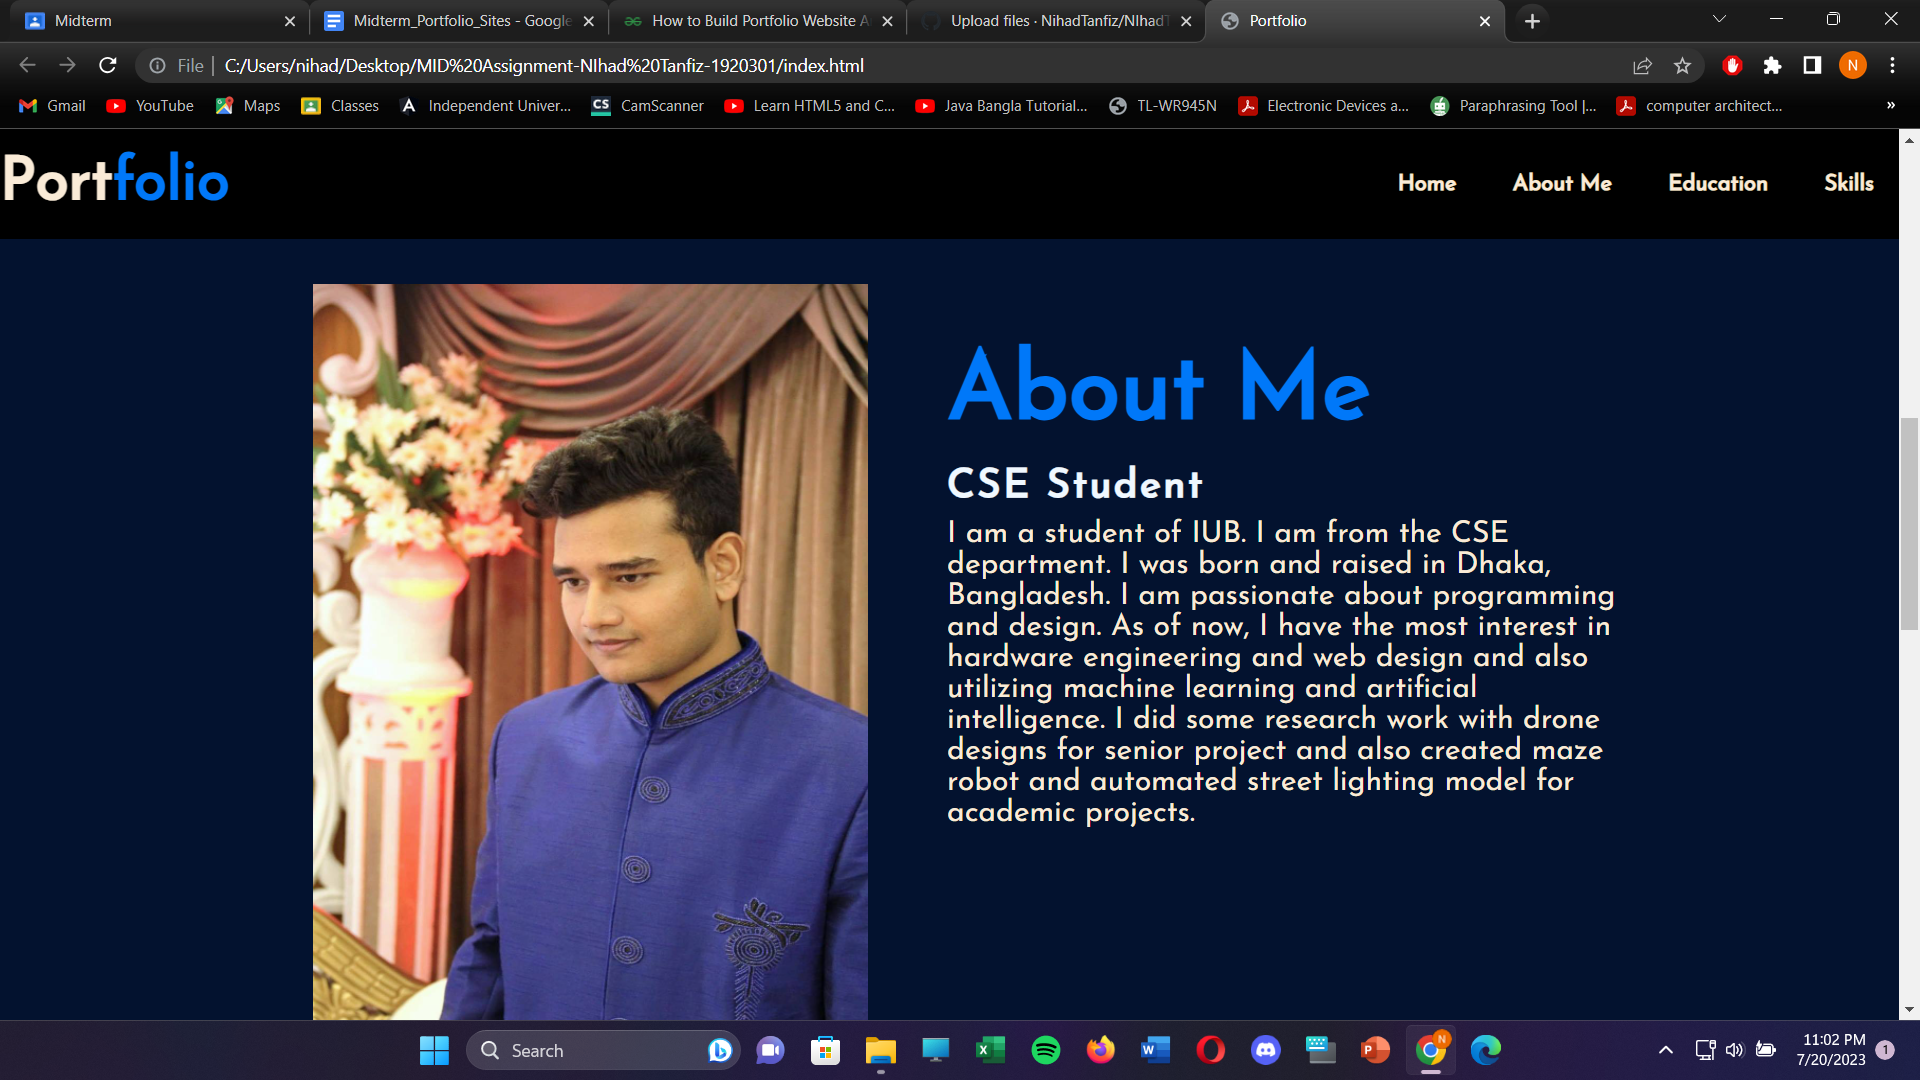 Midterm
Midterm_Portfolio_Sites - Google
How to Build Portfolio Website A
Upload files · NihadTanfiz/NIhadT
Portfolio
File
C:/Users/nihad/Desktop/MID%20Assignment-NIhad%20Tanfiz-1920301/index.html
N
Gmail
YouTube
Maps
Classes
Independent Univer...
CS
CamScanner
Learn HTML5 and C...
Java Bangla Tutorial...
TL-WR945N
Electronic Devices a...
Paraphrasing Tool |...
computer architect...
»
Portfolio
Home
About Me
Education
Skills
About Me
CSE Student
I am a student of IUB. I am from the CSE
department. I was born and raised in Dhaka,
Bangladesh. I am passionate about programming
and design. As of now, I have the most interest in
hardware engineering and web design and also
utilizing machine learning and artificial
intelligence. I did some research work with drone
designs for senior project and also created maze
robot and automated street lighting model for
academic projects.
Search
N
11:02 PM
7/20/2023
1